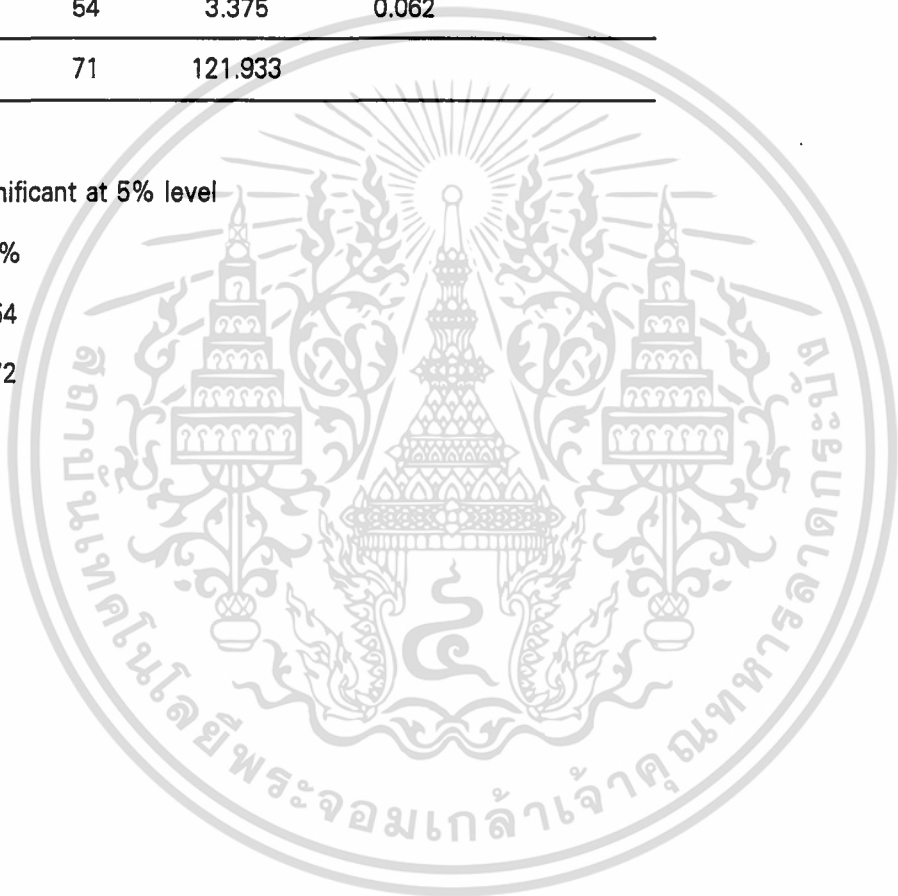 54 3.375 0.062
71 121.933
nificant at 5% level
%
54
72
สถาบันเทคโนโลยีพระจอมเกล้าเจ้าคุณทหารลาดกระบัง